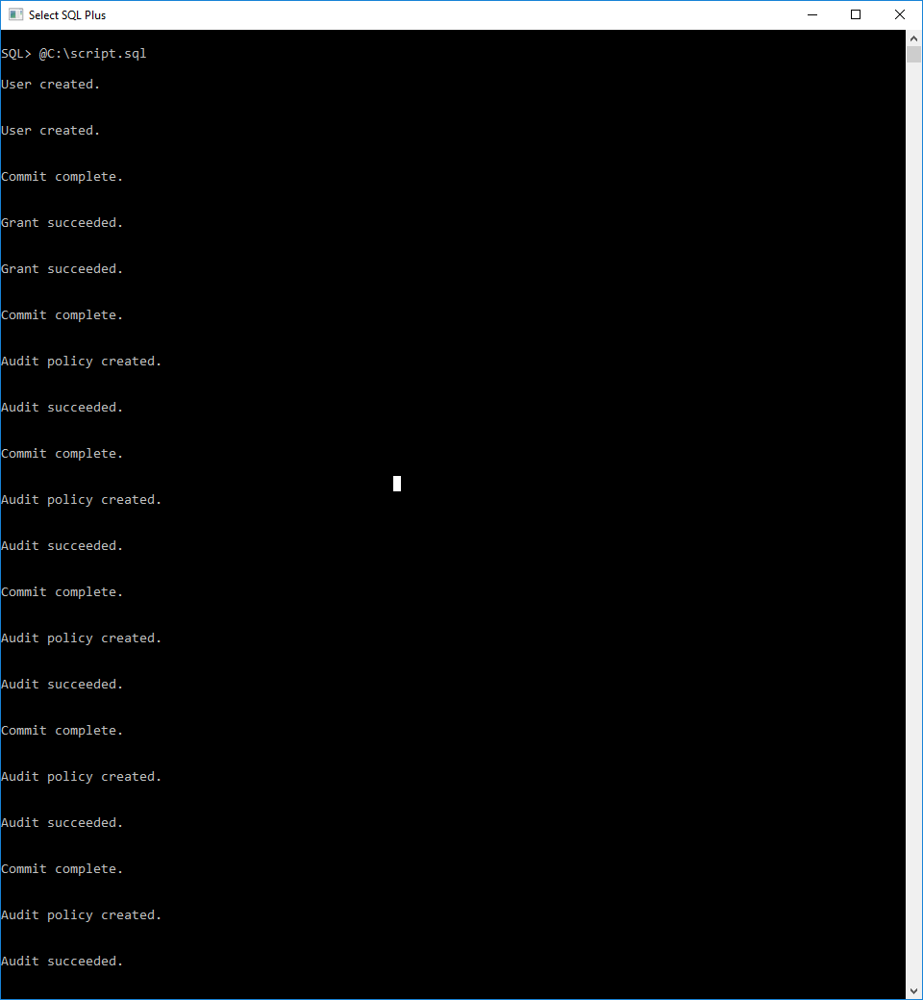 Select SQL Plus
SQL> @C:\script.sql
User created.
User created.
Commit complete.
Grant succeeded.
Grant succeeded.
Commit complete.
Audit policy created.
Audit succeeded.
Commit complete.
Audit policy created.
Audit succeeded.
Commit complete.
Audit policy created.
Audit succeeded.
Commit complete.
Audit policy created.
Audit succeeded.
Commit complete.
Audit policy created.
Audit succeeded.